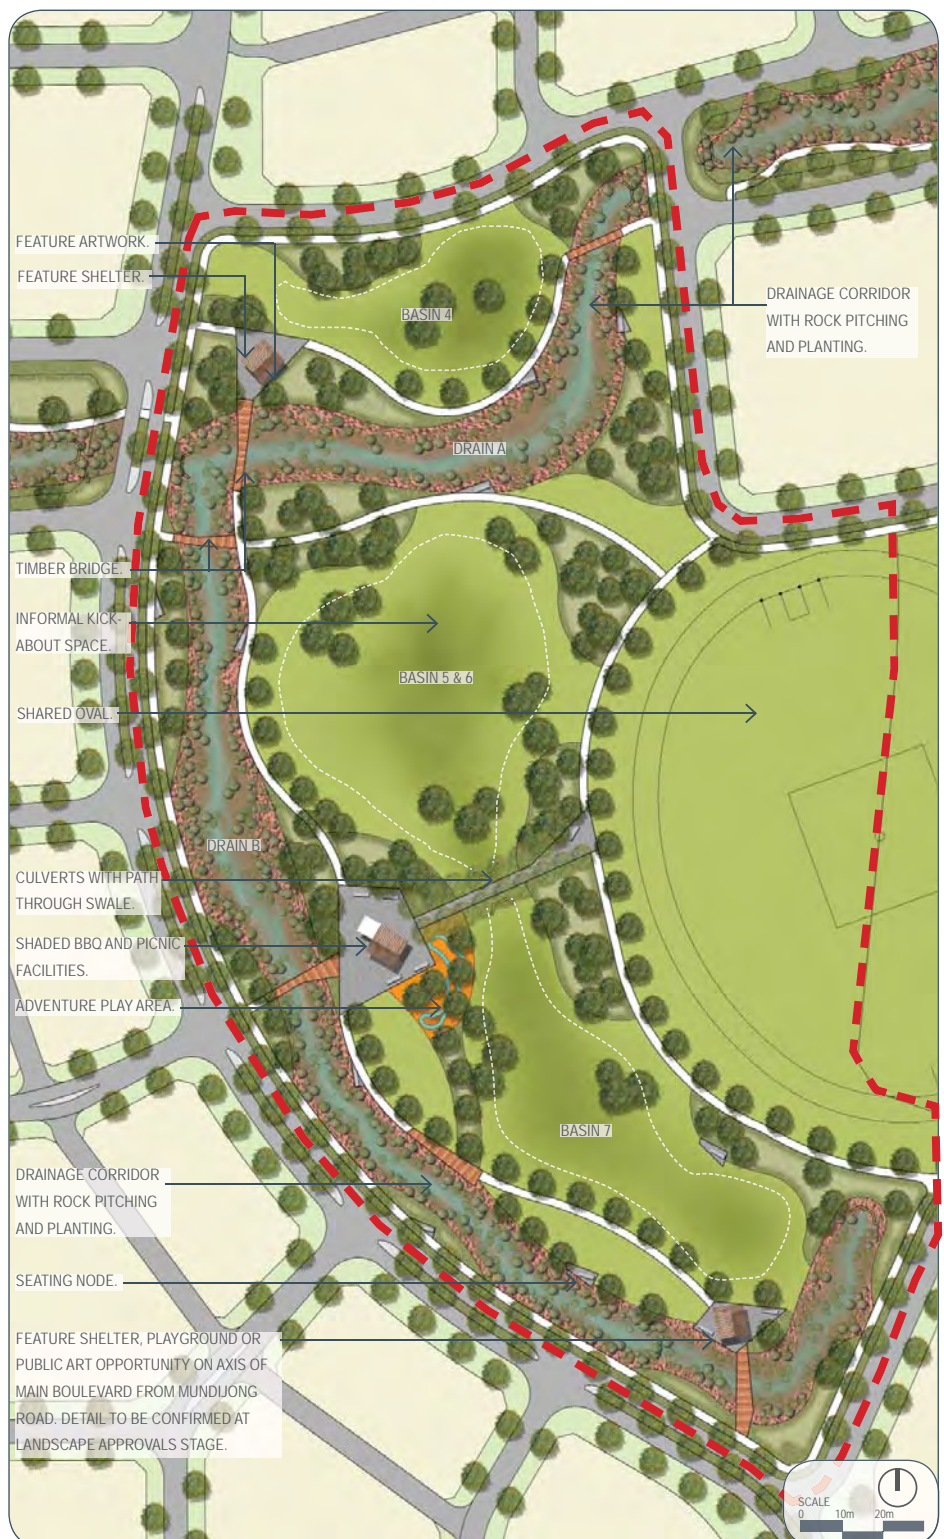 FEATURE ARTWORK.
FEATURE SHELTER.
DRAINAGE CORRIDOR
WITH ROCK PITCHING
AND PLANTING.
BASIN 4
DRAIN A
TIMBER BRIDGE.
INFORMAL KICK-
ABOUT SPACE.
BASIN 5 & 6
SHARED OVAL.
DRAIN B
CULVERTS WITH PATH
THROUGH SWALE.
SHADED BBQ AND PICNIC
FACILITIES.
ADVENTURE PLAY AREA.
BASIN 7
DRAINAGE CORRIDOR
WITH ROCK PITCHING
AND PLANTING.
SEATING NODE.
FEATURE SHELTER, PLAYGROUND OR
PUBLIC ART OPPORTUNITY ON AXIS OF
MAIN BOULEVARD FROM MUNDIJONG
ROAD. DETAIL TO BE CONFIRMED AT
LANDSCAPE APPROVALS STAGE.
SCALE
0 10m 20m